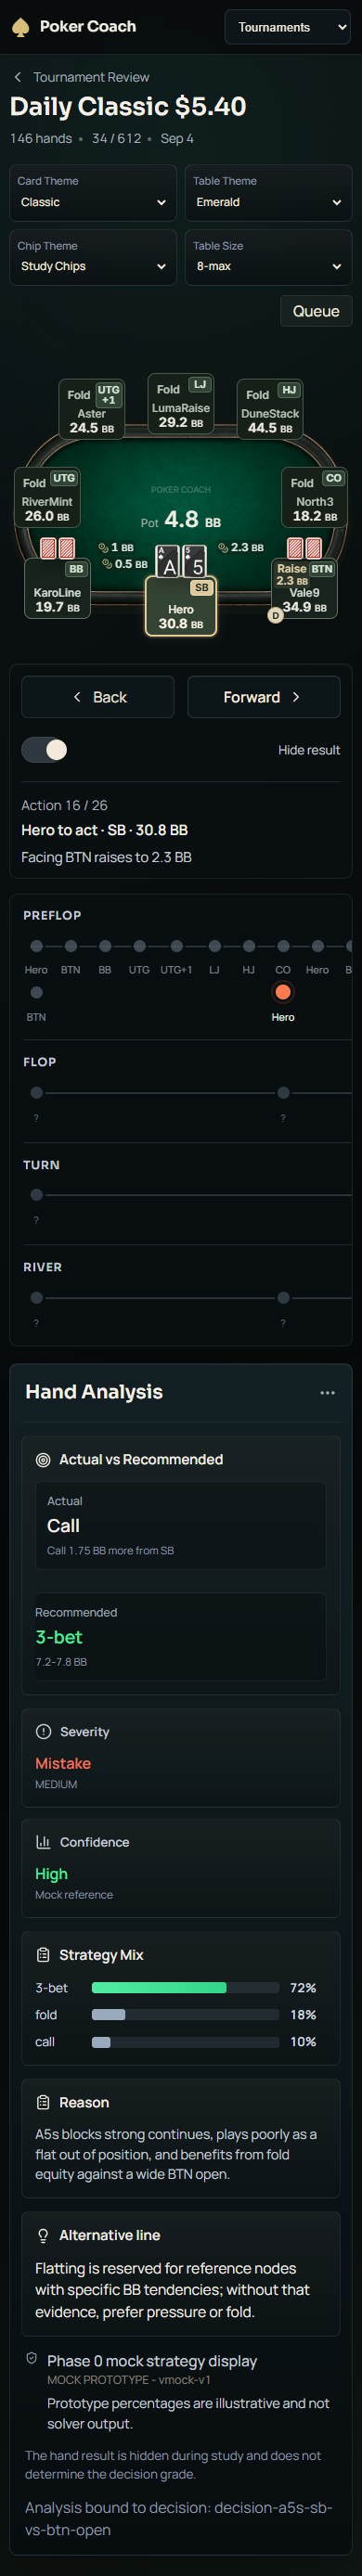 Poker Coach
Tournaments
Tournament Review
Daily Classic $5.40
146 hands • 34 / 612 • Sep 4
Card Theme
Classic
Table Theme
Emerald
Chip Theme
Study Chips
Table Size
8-max
Queue
Fold UTG +1
Aster
24.5 BB
Fold LJ
LumaRaise
29.2 BB
Fold HJ
DuneStack
44.5 BB
Fold UTG
RiverMint
26.0 BB
Fold CO
North3
18.2 BB
POKER COACH
Pot 4.8 BB
1 BB
0.5 BB
2.3 BB
BB
KaroLine
19.7 BB
A A
5 5
SB
Hero
30.8 BB
Raise BTN
2.3 BB
Vale9
34.9 BB
D
Back
Forward
Hide result
Action 16 / 26
Hero to act · SB · 30.8 BB
Facing BTN raises to 2.3 BB
PREFLOP
Hero BTN BB UTG UTG+1 LJ HJ CO Hero
BTN Hero
FLOP
? ?
TURN
?
RIVER
? ?
Hand Analysis
Actual vs Recommended
Actual
Call
Call 1.75 BB more from SB
Recommended
3-bet
7.2-7.8 BB
Severity
Mistake
MEDIUM
Confidence
High
Mock reference
Strategy Mix
3-bet 72%
fold 18%
call 10%
Reason
A5s blocks strong continues, plays poorly as a
flat out of position, and benefits from fold
equity against a wide BTN open.
Alternative line
Flatting is reserved for reference nodes
with specific BB tendencies; without that
evidence, prefer pressure or fold.
Phase 0 mock strategy display
MOCK PROTOTYPE - vmock-v1
Prototype percentages are illustrative and not
solver output.
The hand result is hidden during study and does not
determine the decision grade.
Analysis bound to decision: decision-a5s-sb-
vs-btn-open